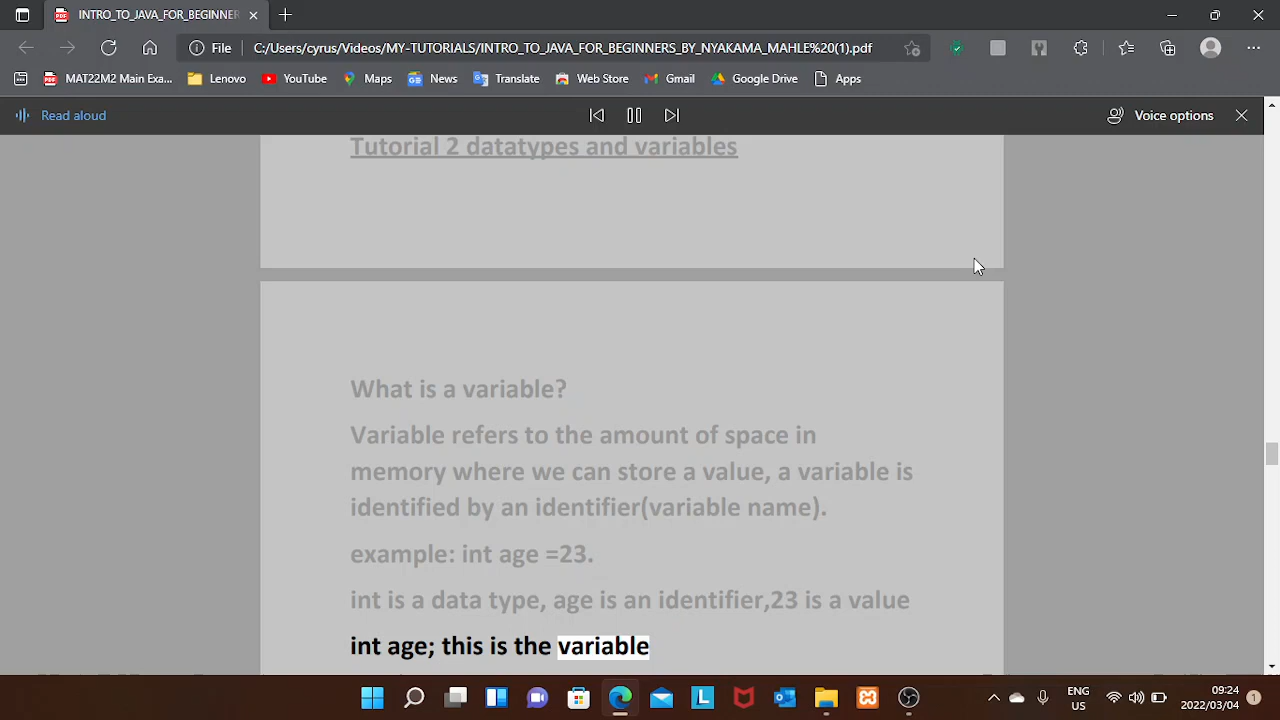 INTRO_TO_JAVA_FOR_BEGINNER
File C:/Users/cyrus/Videos/MY-TUTORIALS/INTRO_TO_JAVA_FOR_BEGINNERS_BY_NYAKAMA_MAHLE%20(1).pdf
MAT22M2 Main Exa... Lenovo YouTube Maps News Translate Web Store Gmail Google Drive Apps
Read aloud Voice options
Tutorial 2 datatypes and variables
What is a variable?
Variable refers to the amount of space in
memory where we can store a value, a variable is
identified by an identifier(variable name).
example: int age =23.
int is a data type, age is an identifier,23 is a value
int age; this is the variable
ENG 09:24
US 2022/03/04 1